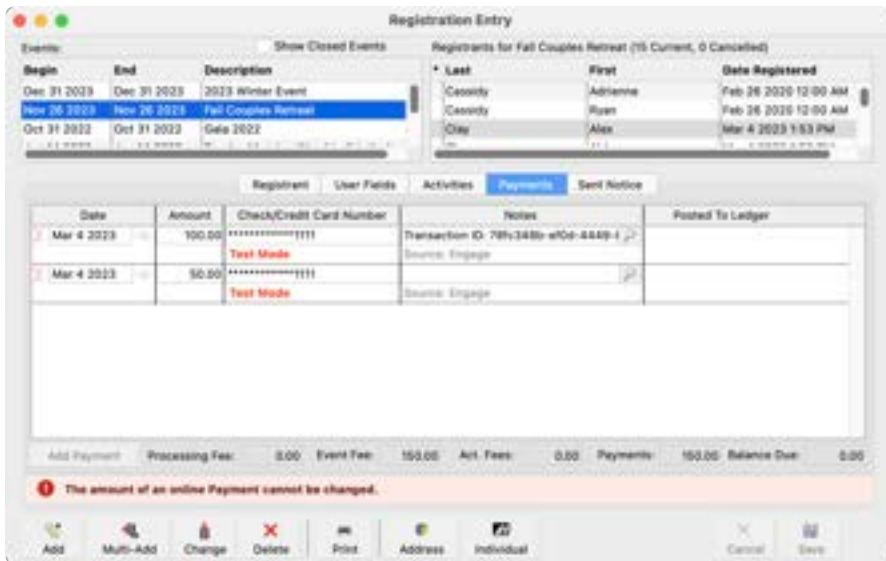 Registration Entry
Events: Show Closed Events Registrants for Fall Couples Retreat (15 Current, 0 Cancelled)
Begin End Description * Last First Date Registered
Dec 31 2023 Dec 31 2023 2023 Winter Event Cassidy Adrienne Feb 26 2020 12:00 AM
Nov 26 2023 Nov 26 2023 Fall Couples Retreat Cassidy Ryan Feb 26 2020 12:00 AM
Oct 31 2022 Oct 31 2022 Gala 2022 Clay Alex Mar 4 2023 1:53 PM
Registrant User Fields Activities Payments Sent Notice
Date Amount Check/Credit Card Number Notes Posted To Ledger
Mar 4 2023 100.00 ************1111 Transaction ID:
Test Mode Source: Engage
Mar 4 2023 50.00 ************1111
Test Mode Source: Engage
Add Payment Processing Fee: 0.00 Event Fee: 150.00 Act. Fees: 0.00 Payments: 150.00 Balance Due: 0.00
The amount of an online Payment cannot be changed.
Add Multi-Add Change Delete Print Address Individual Cancel Save